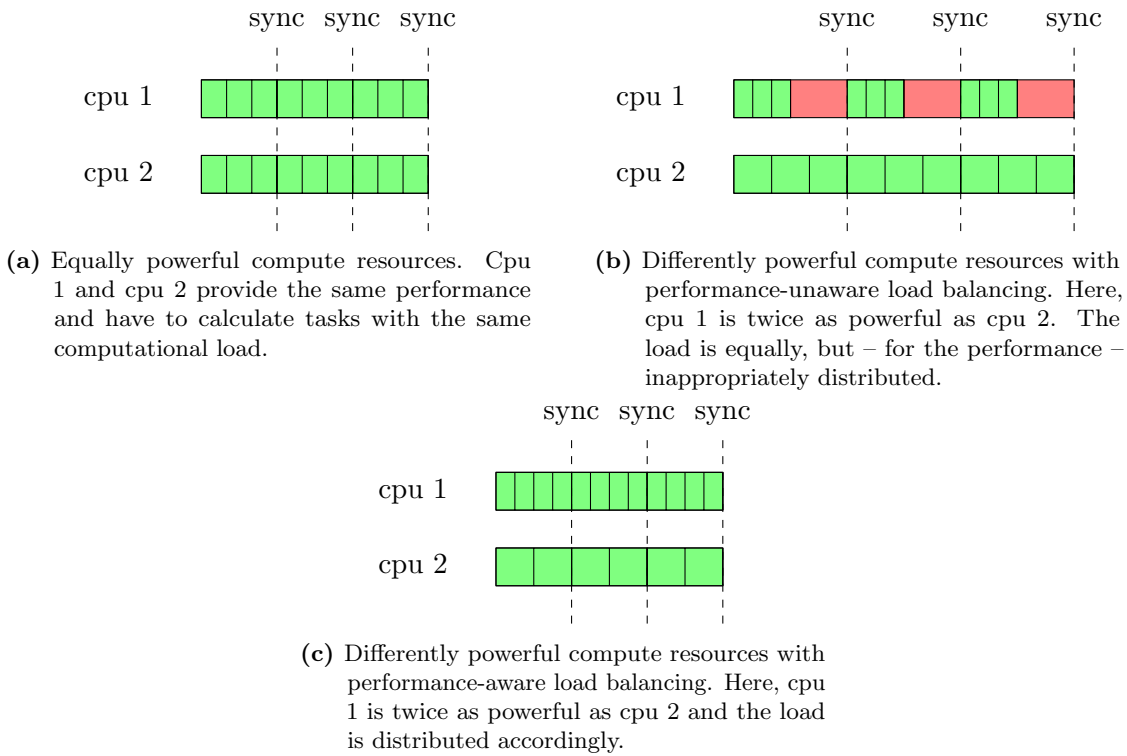 sync sync sync
cpu 1
cpu 2
(a) Equally powerful compute resources. Cpu
1 and cpu 2 provide the same performance
and have to calculate tasks with the same
computational load.
sync sync sync
cpu 1
cpu 2
(b) Differently powerful compute resources with
performance-unaware load balancing. Here,
cpu 1 is twice as powerful as cpu 2. The
load is equally, but – for the performance –
inappropriately distributed.
sync sync sync
cpu 1
cpu 2
(c) Differently powerful compute resources with
performance-aware load balancing. Here, cpu
1 is twice as powerful as cpu 2 and the load
is distributed accordingly.